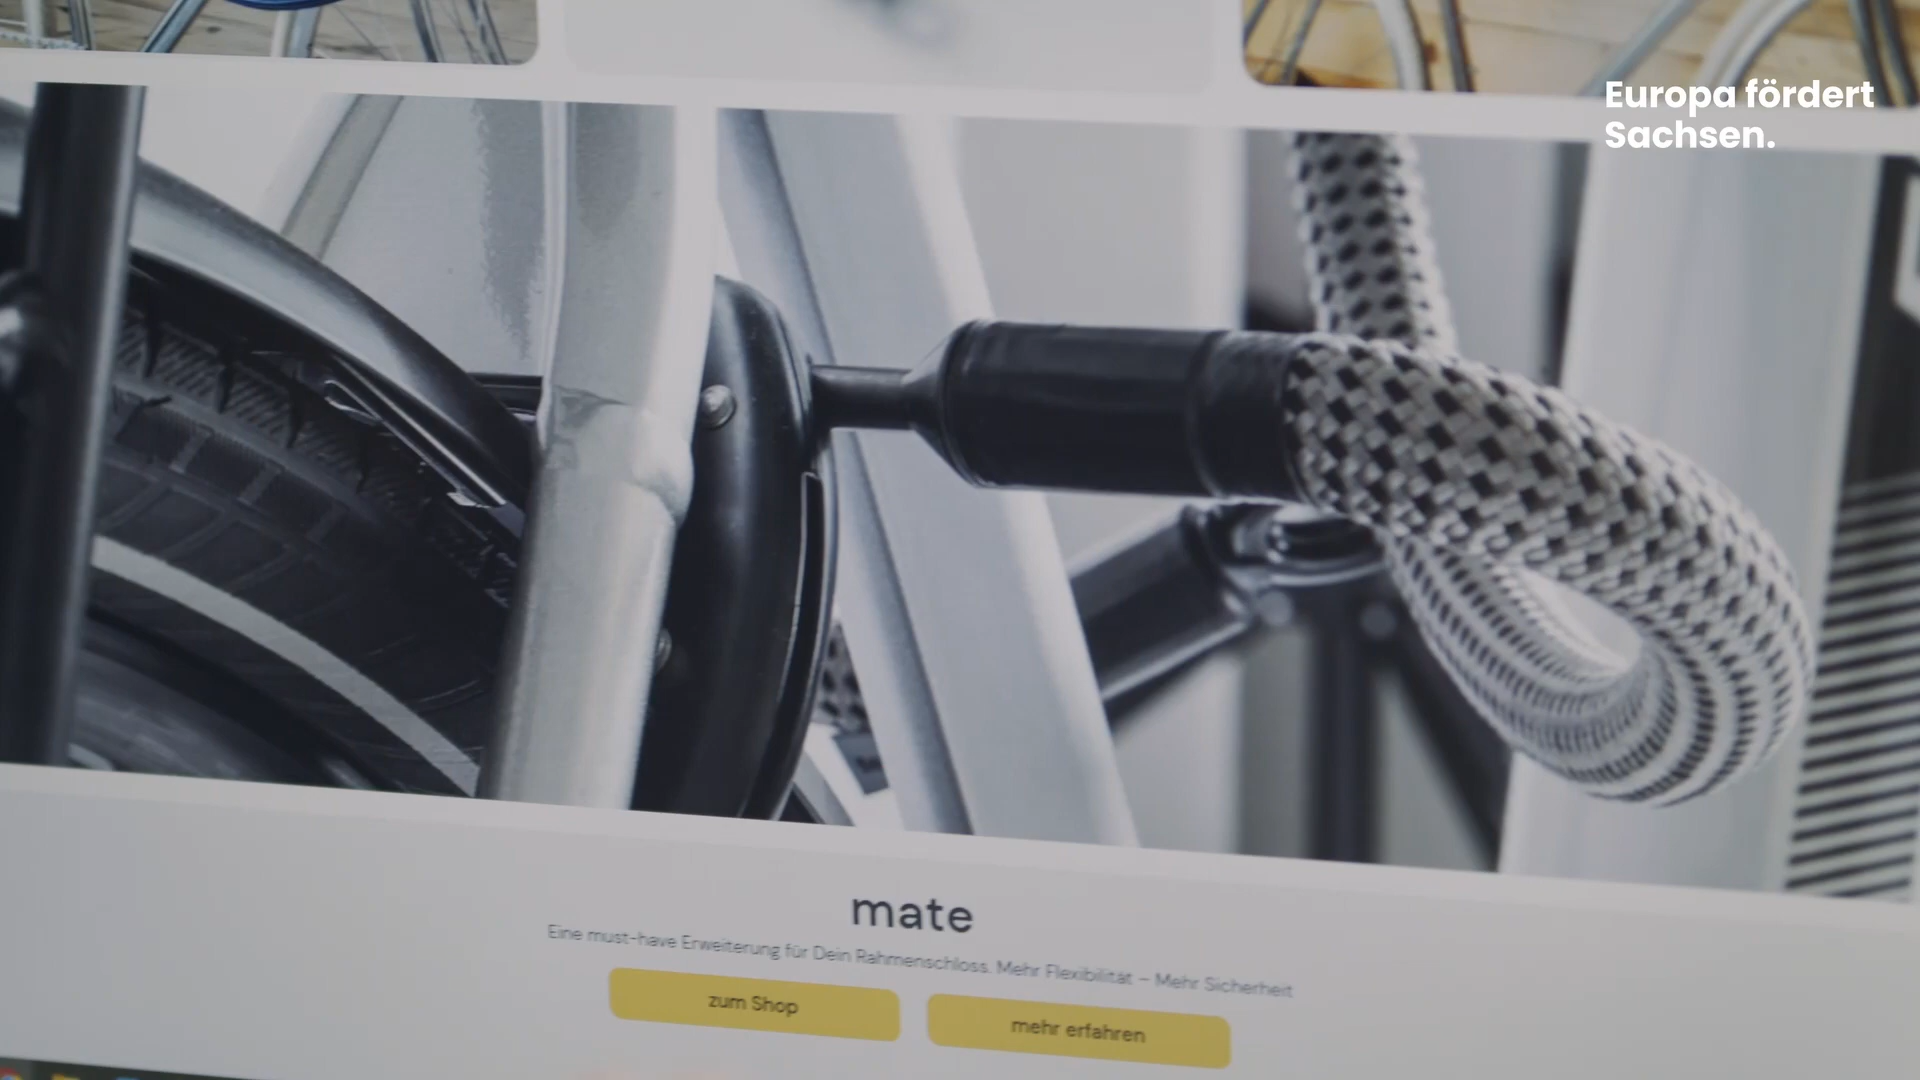 Europa fördert
Sachsen.
mate
Eine must-have Erweiterung für Dein Rahmenschloss. Mehr Flexibilität – Mehr Sicherheit
zum Shop
mehr erfahren